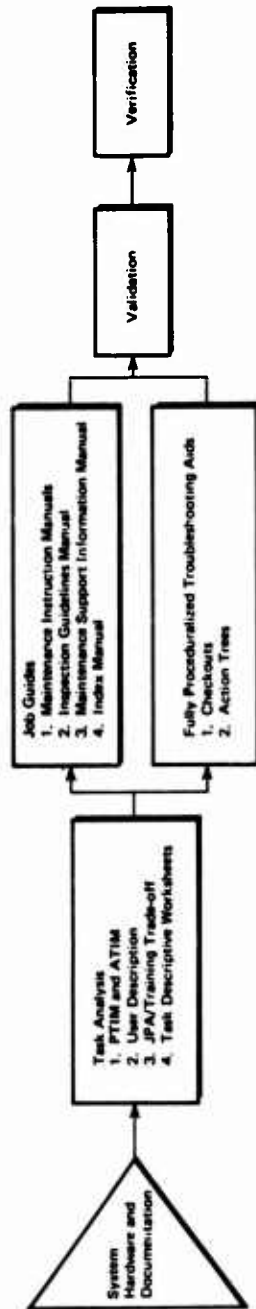 System
Hardware and
Documentation
Task Analysis
1. PTIM and ATIM
2. User Description
3. JPA/Training Trade-off
4. Task Descriptive Worksheets
Job Guides
1. Maintenance Instruction Manuals
2. Inspection Guidelines Manual
3. Maintenance Support Information Manual
4. Index Manual
Fully Proceduralized Troubleshooting Aids
1. Checkouts
2. Action Trees
Validation
Verification